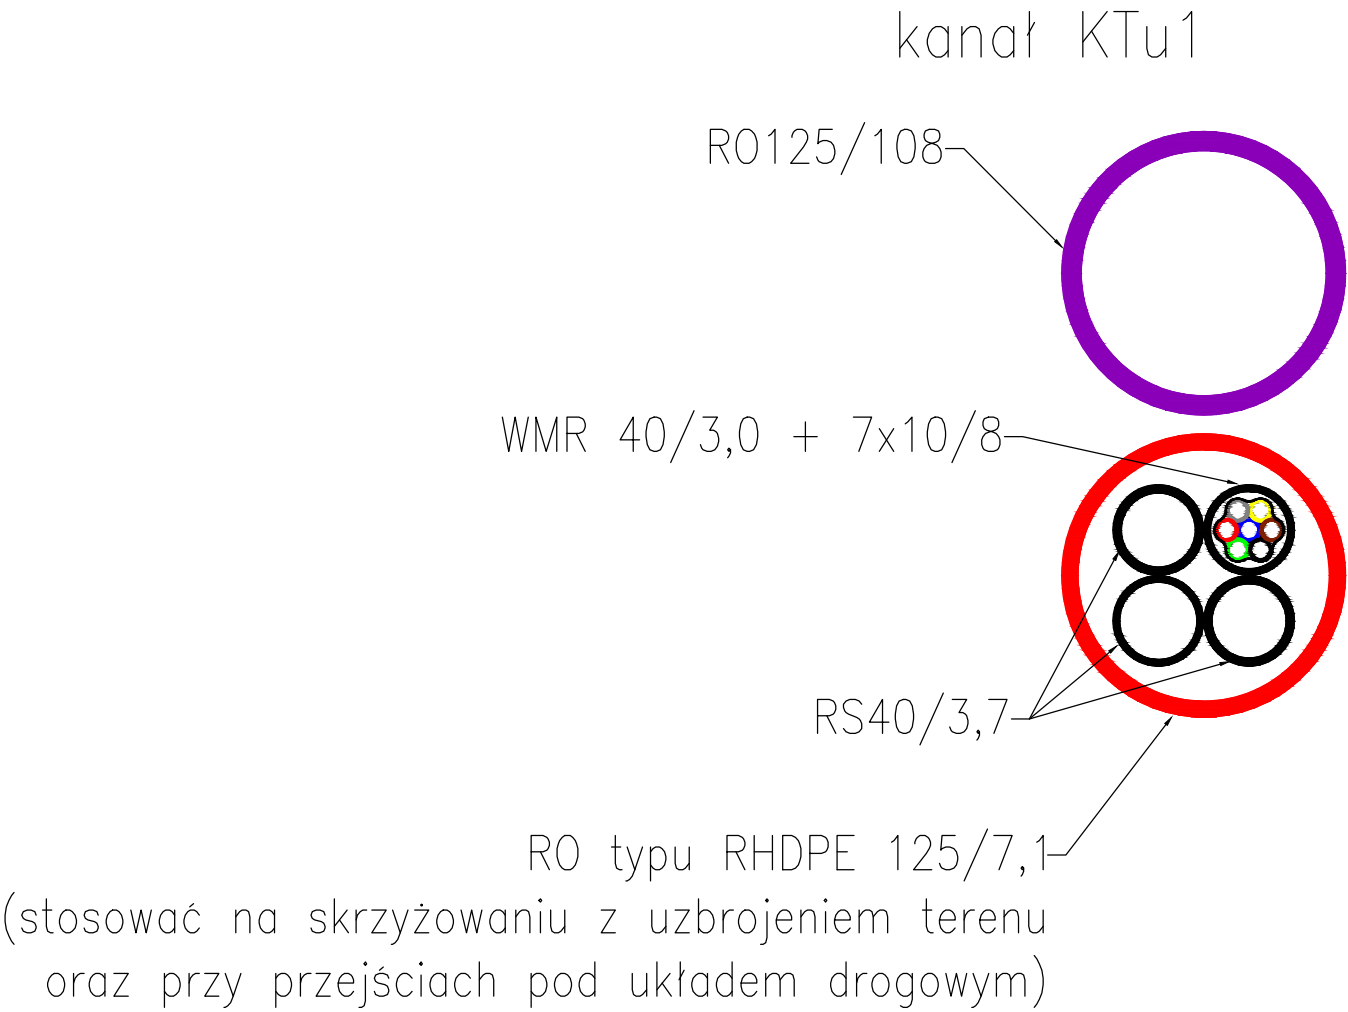 kanał KTu1
RO125/108
WMR 40/3,0 + 7x10/8
RS40/3,7
RO typu RHDPE 125/7,1
(stosować na skrzyżowaniu z uzbrojeniem terenu
oraz przy przejściach pod układem drogowym)